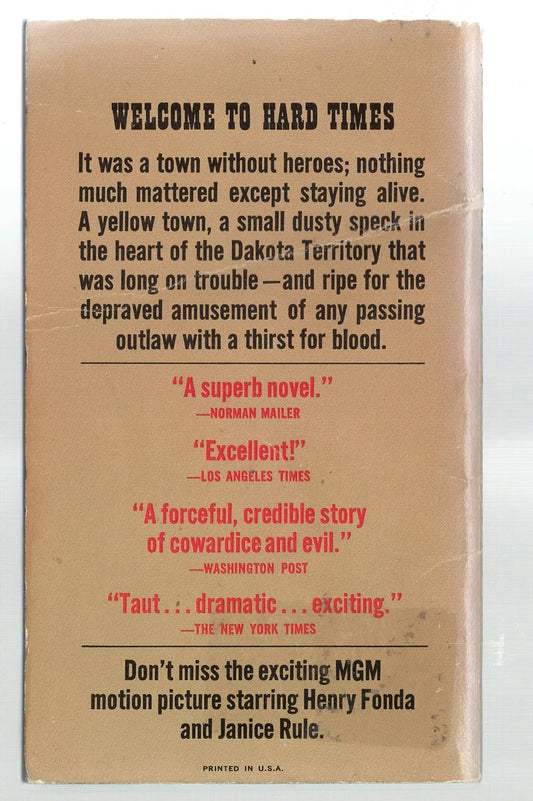 WELCOME TO HARD TIMES
It was a town without heroes; nothing
much mattered except staying alive.
A yellow town, a small dusty speck in
the heart of the Dakota Territory that
was long on trouble—and ripe for the
depraved amusement of any passing
outlaw with a thirst for blood.
“A superb novel.”
—NORMAN MAILER
“Excellent!”
—LOS ANGELES TIMES
“A forceful, credible story
of cowardice and evil.”
—WASHINGTON POST
“Taut...dramatic...exciting.”
—THE NEW YORK TIMES
Don’t miss the exciting MGM
motion picture starring Henry Fonda
and Janice Rule.
PRINTED IN U.S.A.